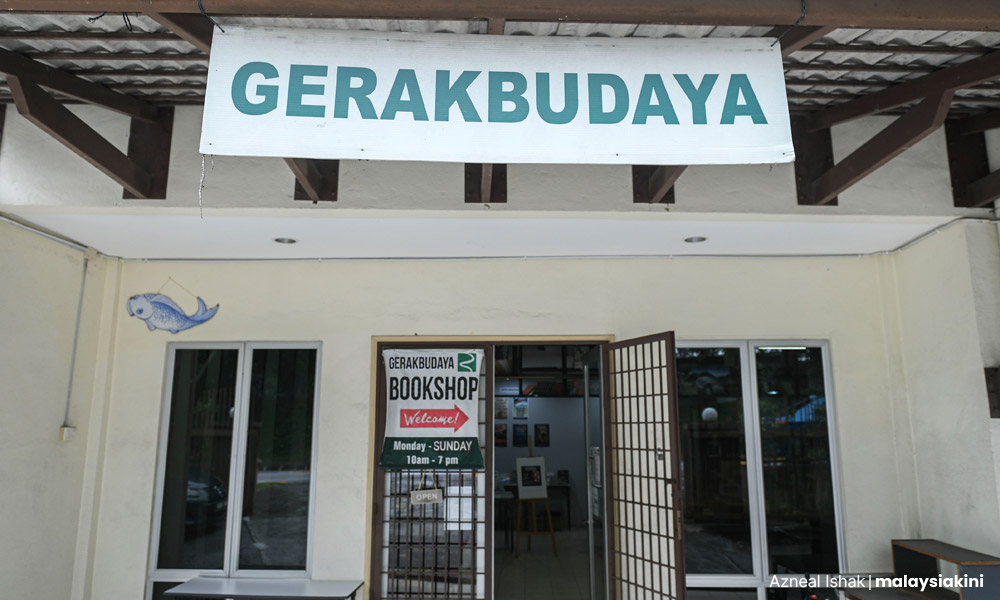 GERAKBUDAYA
GERAKBUDAYA
BOOKSHOP
Welcome!
Monday - SUNDAY
10am - 7 pm
OPEN
Azneal Ishak | malaysiakini